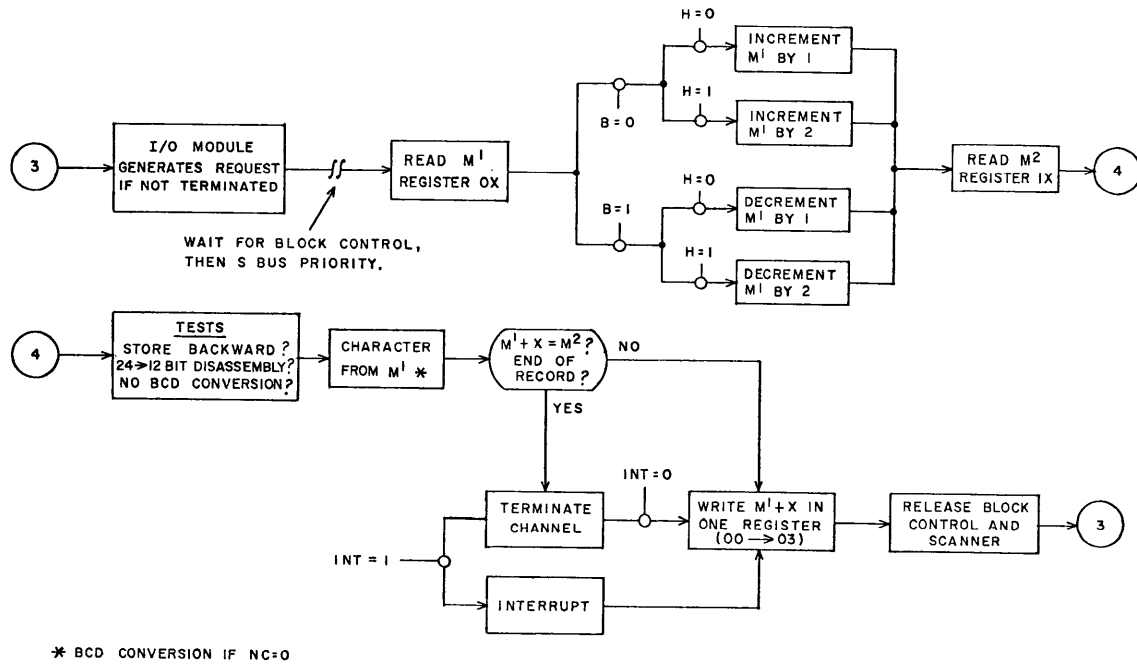 3
I/O MODULE
GENERATES REQUEST
IF NOT TERMINATED
WAIT FOR BLOCK CONTROL,
THEN S BUS PRIORITY.
READ M¹
REGISTER OX
B=0
B=1
H=0
INCREMENT
M¹ BY 1
H=1
INCREMENT
M¹ BY 2
H=0
DECREMENT
M¹ BY 1
H=1
DECREMENT
M¹ BY 2
READ M²
REGISTER IX
4
4
TESTS
STORE BACKWARD?
24→12 BIT DISASSEMBLY?
NO BCD CONVERSION?
CHARACTER
FROM M¹ *
M¹+X=M²?
END OF
RECORD?
NO
YES
TERMINATE
CHANNEL
INT=0
INT=1
INTERRUPT
WRITE M¹+X IN
ONE REGISTER
(00→03)
RELEASE BLOCK
CONTROL AND
SCANNER
3
* BCD CONVERSION IF NC=0